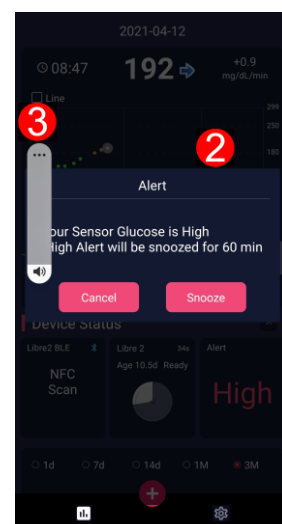 2021-04-12
08:47
192
+0.9
mg/dL/min
Line
299
250
180
3
2
Alert
our Sensor Glucose is High
High Alert will be snoozed for 60 min
Cancel
Snooze
Device Status
Libre2 BLE
Libre 2
34s
Alert
NFC
Scan
Age 10.5d
Ready
High
1d
7d
14d
1M
3M